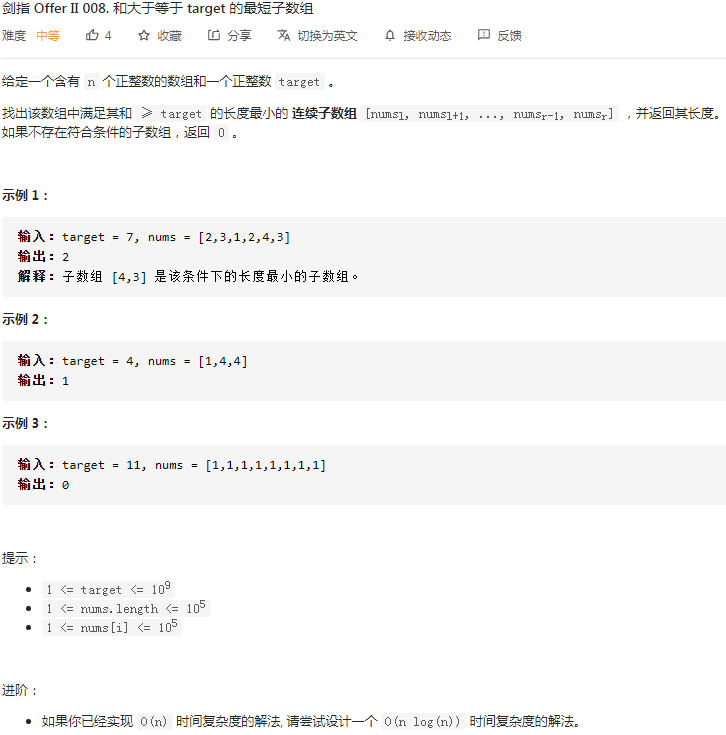 剑指 Offer II 008. 和大于等于 target 的最短子数组
难度 中等 4 收藏 分享 切换为英文 接收动态 反馈
给定一个含有 n 个正整数的数组和一个正整数 target 。
找出该数组中满足其和 ≥ target 的长度最小的 连续子数组 [numsl, numsl+1, ..., numsr-1, numsr] ，并返回其长度。
如果不存在符合条件的子数组，返回 0 。
示例 1：
输入：target = 7, nums = [2,3,1,2,4,3]
输出：2
解释：子数组 [4,3] 是该条件下的长度最小的子数组。
示例 2：
输入：target = 4, nums = [1,4,4]
输出：1
示例 3：
输入：target = 11, nums = [1,1,1,1,1,1,1,1]
输出：0
提示：
1 <= target <= 10⁹
1 <= nums.length <= 10⁵
1 <= nums[i] <= 10⁵
进阶：
如果你已经实现 O(n) 时间复杂度的解法, 请尝试设计一个 O(n log(n)) 时间复杂度的解法。